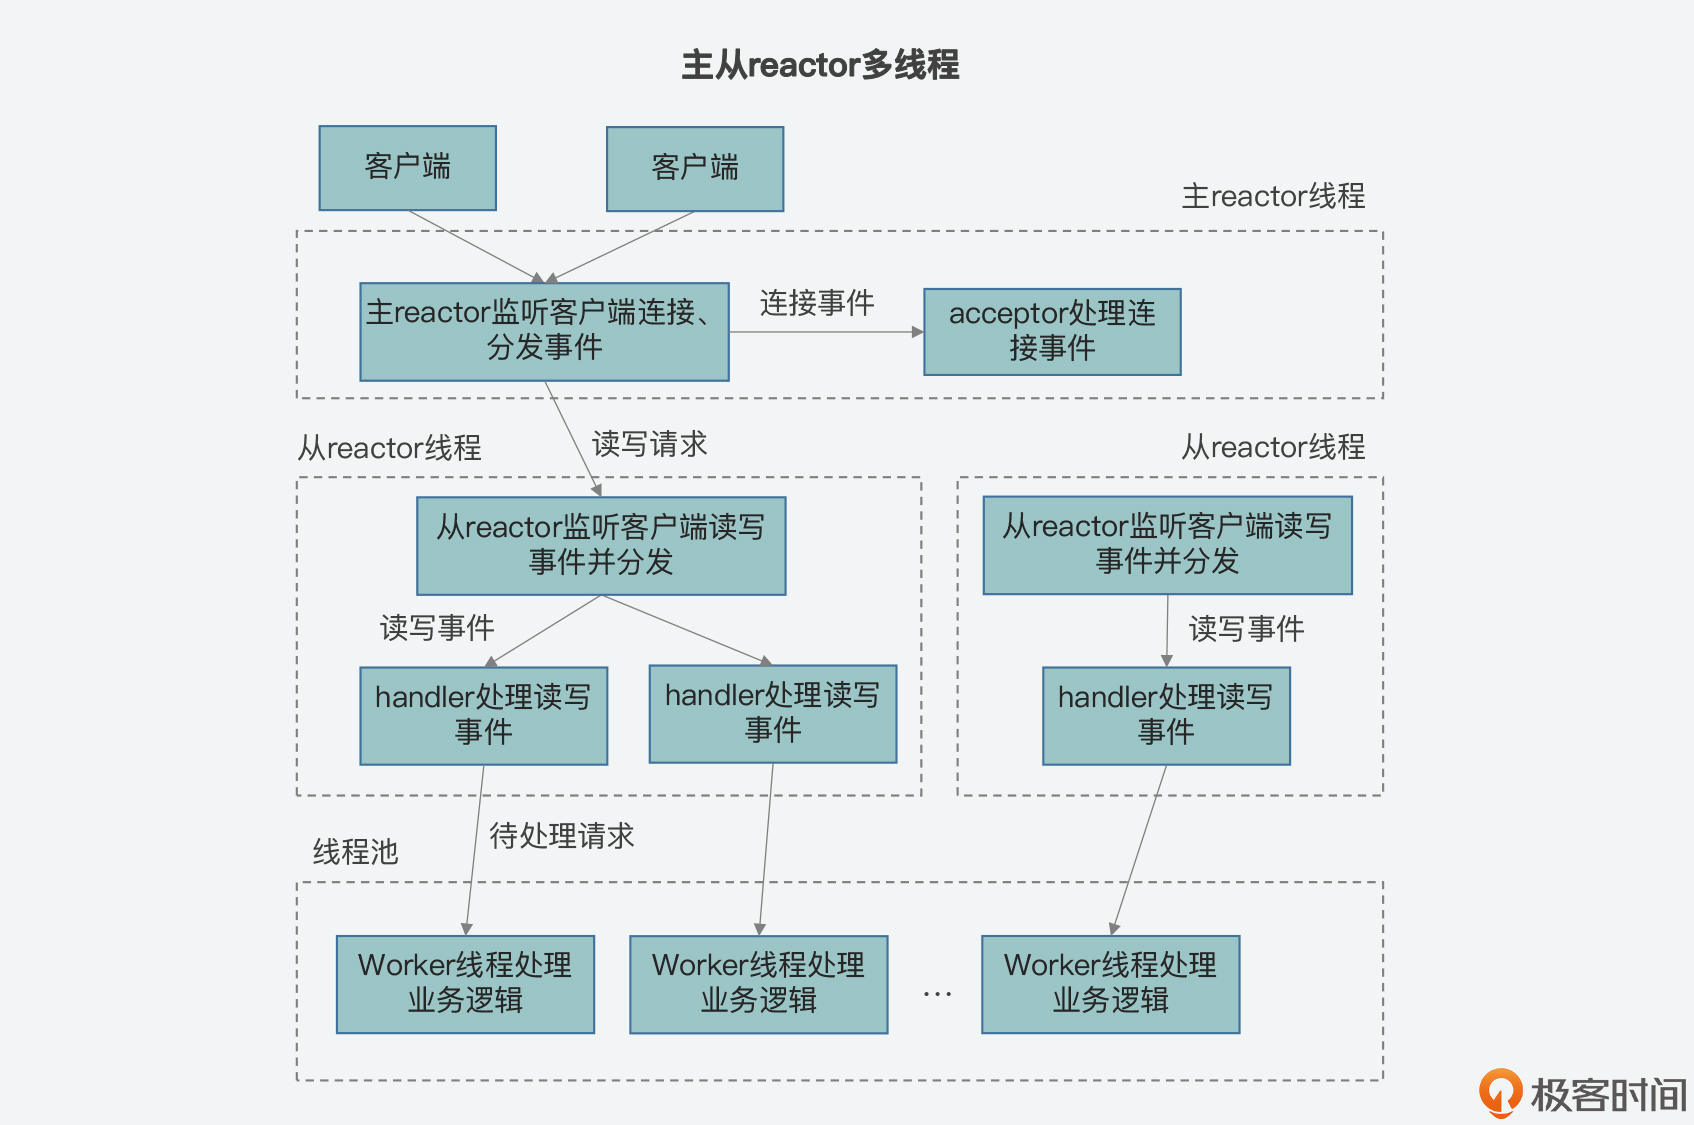 主从reactor多线程
客户端
客户端
主reactor线程
主reactor监听客户端连接、
分发事件
连接事件
acceptor处理连
接事件
从reactor线程
读写请求
从reactor线程
从reactor监听客户端读写
事件并分发
从reactor监听客户端读写
事件并分发
读写事件
读写事件
handler处理读写
事件
handler处理读写
事件
handler处理读写
事件
线程池
待处理请求
Worker线程处理
业务逻辑
Worker线程处理
业务逻辑
...
Worker线程处理
业务逻辑
极客时间